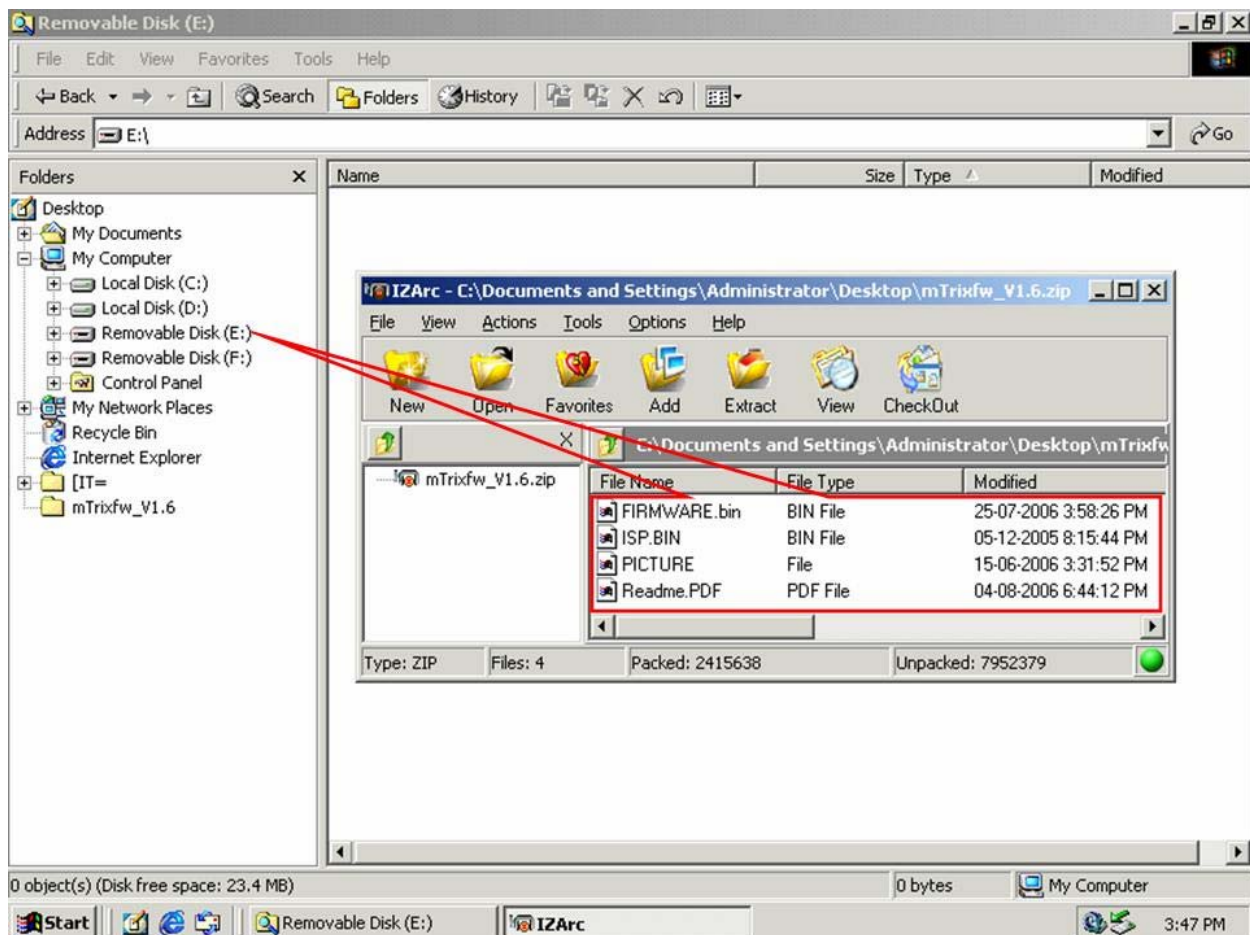 Removable Disk (E:)
File Edit View Favorites Tools Help
Back Search Folders History
Address E:\ Go
Folders
Name Size Type Modified
Desktop
My Documents
My Computer
Local Disk (C:)
Local Disk (D:)
Removable Disk (E:)
Removable Disk (F:)
Control Panel
My Network Places
Recycle Bin
Internet Explorer
[IT=
mTrixfw_V1.6
IZArc - C:\Documents and Settings\Administrator\Desktop\mTrixfw_V1.6.zip
File View Actions Tools Options Help
New Open Favorites Add Extract View CheckOut
C:\Documents and Settings\Administrator\Desktop\mTrixfw
mTrixfw_V1.6.zip
File Name File Type Modified
FIRMWARE.bin BIN File 25-07-2006 3:58:26 PM
ISP.BIN BIN File 05-12-2005 8:15:44 PM
PICTURE File 15-06-2006 3:31:52 PM
Readme.PDF PDF File 04-08-2006 6:44:12 PM
Type: ZIP Files: 4 Packed: 2415638 Unpacked: 7952379
0 object(s) (Disk free space: 23.4 MB) 0 bytes My Computer
Start Removable Disk (E:) IZArc 3:47 PM